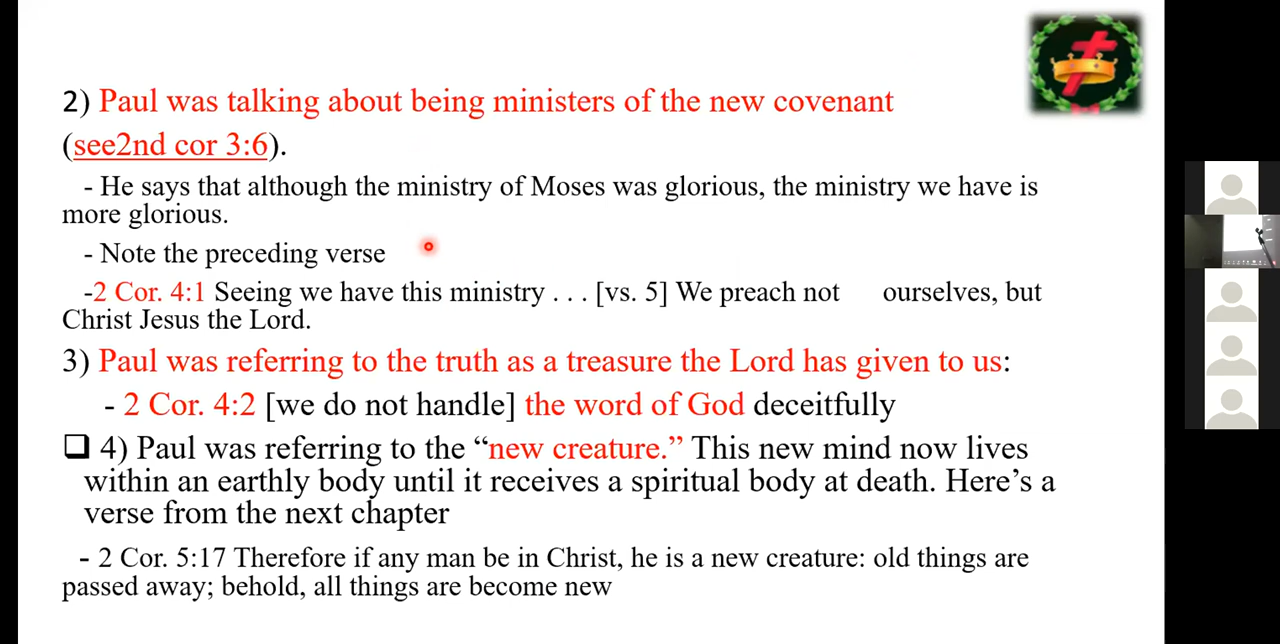 2) Paul was talking about being ministers of the new covenant
(see2nd cor 3:6).
- He says that although the ministry of Moses was glorious, the ministry we have is
more glorious.
- Note the preceding verse
-2 Cor. 4:1 Seeing we have this ministry . . . [vs. 5] We preach not ourselves, but
Christ Jesus the Lord.
3) Paul was referring to the truth as a treasure the Lord has given to us:
- 2 Cor. 4:2 [we do not handle] the word of God deceitfully
❑ 4) Paul was referring to the “new creature.” This new mind now lives
within an earthly body until it receives a spiritual body at death. Here’s a
verse from the next chapter
- 2 Cor. 5:17 Therefore if any man be in Christ, he is a new creature: old things are
passed away; behold, all things are become new